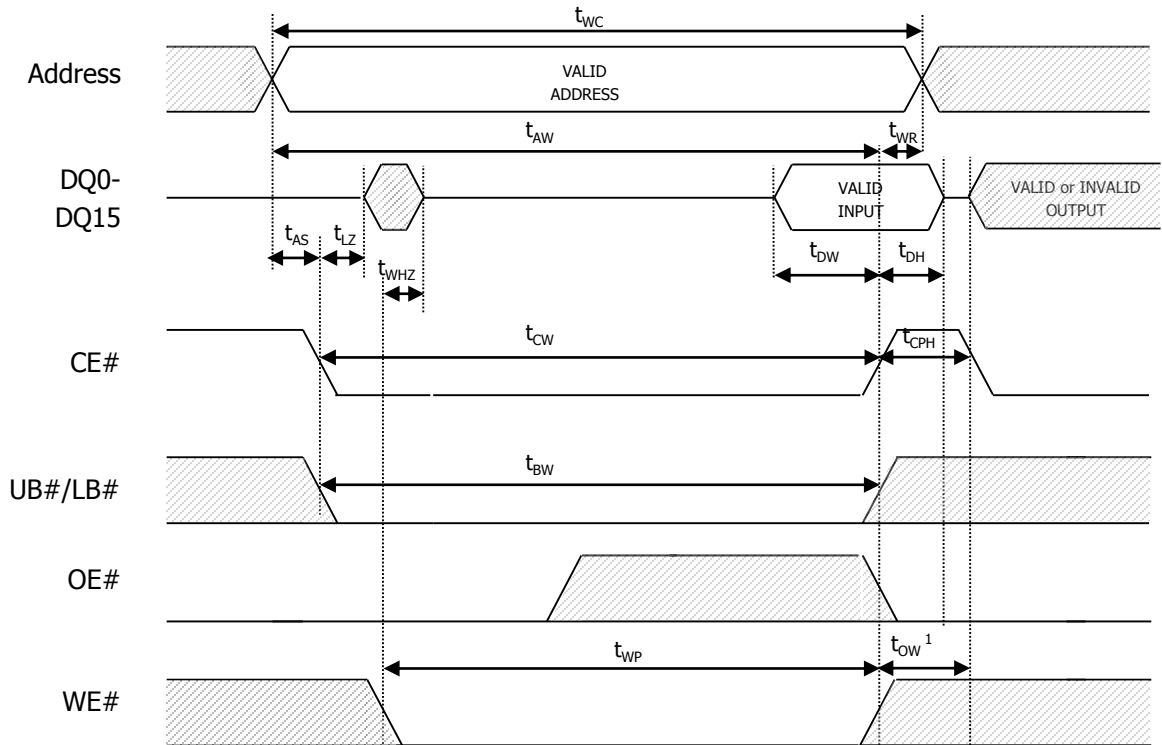 tWC
Address
VALID
ADDRESS
tAW
tWR
DQ0-
DQ15
VALID
INPUT
VALID or INVALID
OUTPUT
tAS
tLZ
tWHZ
tDW
tDH
CE#
tCW
tCPH
UB#/LB#
tBW
OE#
WE#
tWP
tOW 1